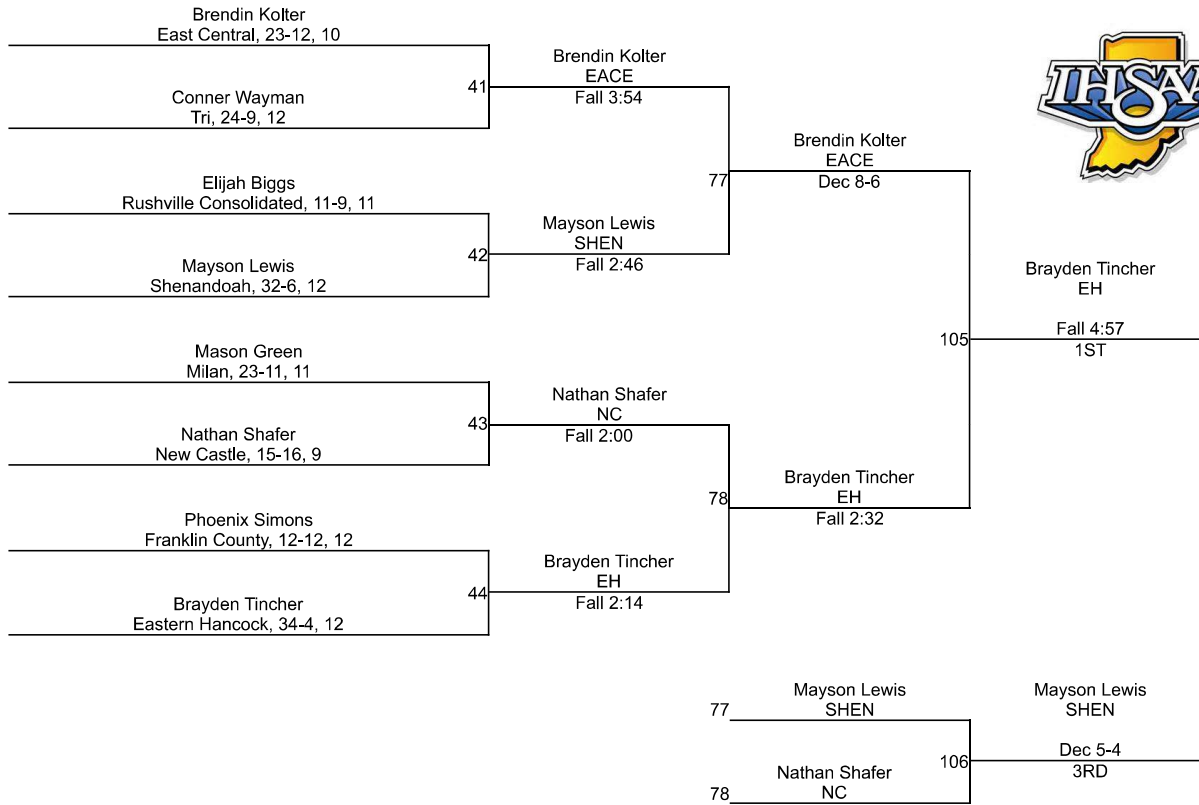 Brendin Kolter
East Central, 23-12, 10
Conner Wayman
Tri, 24-9, 12
Elijah Biggs
Rushville Consolidated, 11-9, 11
Mayson Lewis
Shenandoah, 32-6, 12
Mason Green
Milan, 23-11, 11
Nathan Shafer
New Castle, 15-16, 9
Phoenix Simons
Franklin County, 12-12, 12
Brayden Tincher
Eastern Hancock, 34-4, 12
41
Brendin Kolter
EACE
Fall 3:54
42
Mayson Lewis
SHEN
Fall 2:46
43
Nathan Shafer
NC
Fall 2:00
44
Brayden Tincher
EH
Fall 2:14
77
Brendin Kolter
EACE
Dec 8-6
78
Brayden Tincher
EH
Fall 2:32
IHSAA
105
Brayden Tincher
EH
Fall 4:57
1ST
77
Mayson Lewis
SHEN
78
Nathan Shafer
NC
106
Mayson Lewis
SHEN
Dec 5-4
3RD